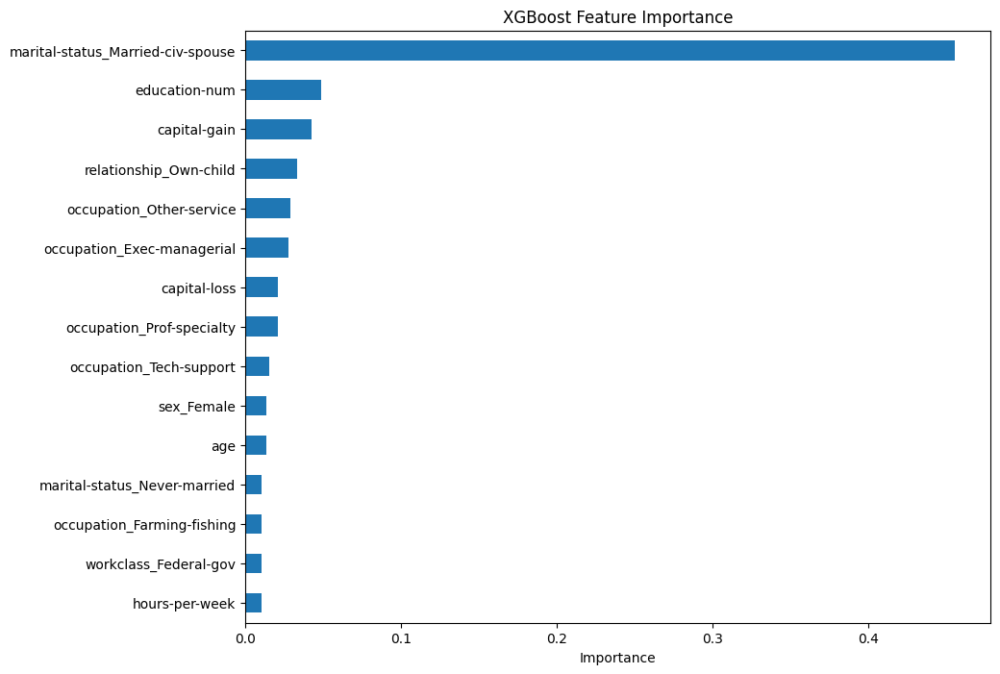 XGBoost Feature Importance
marital-status_Married-civ-spouse
education-num
capital-gain
relationship_Own-child
occupation_Other-service
occupation_Exec-managerial
capital-loss
occupation_Prof-specialty
occupation_Tech-support
sex_Female
age
marital-status_Never-married
occupation_Farming-fishing
workclass_Federal-gov
hours-per-week
0.0 0.1 0.2 0.3 0.4
Importance